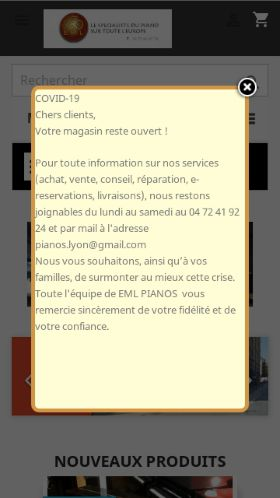 LE SPECIALISTE DU PIANO
SUR TOUTE L'EUROPE
EML
Rechercher
COVID-19
Chers clients,
Votre magasin reste ouvert !
Pour toute information sur nos services
(achat, vente, conseil, réparation, e-
reservations, livraisons), nous restons
joignables du lundi au samedi au 04 72 41 92
24 et par mail à l'adresse
pianos.lyon@gmail.com
Nous vous souhaitons, ainsi qu'à vos
familles, de surmonter au mieux cette crise.
Toute l'équipe de EML PIANOS vous
remercie sincèrement de votre fidélité et de
votre confiance.
NOUVEAUX PRODUITS